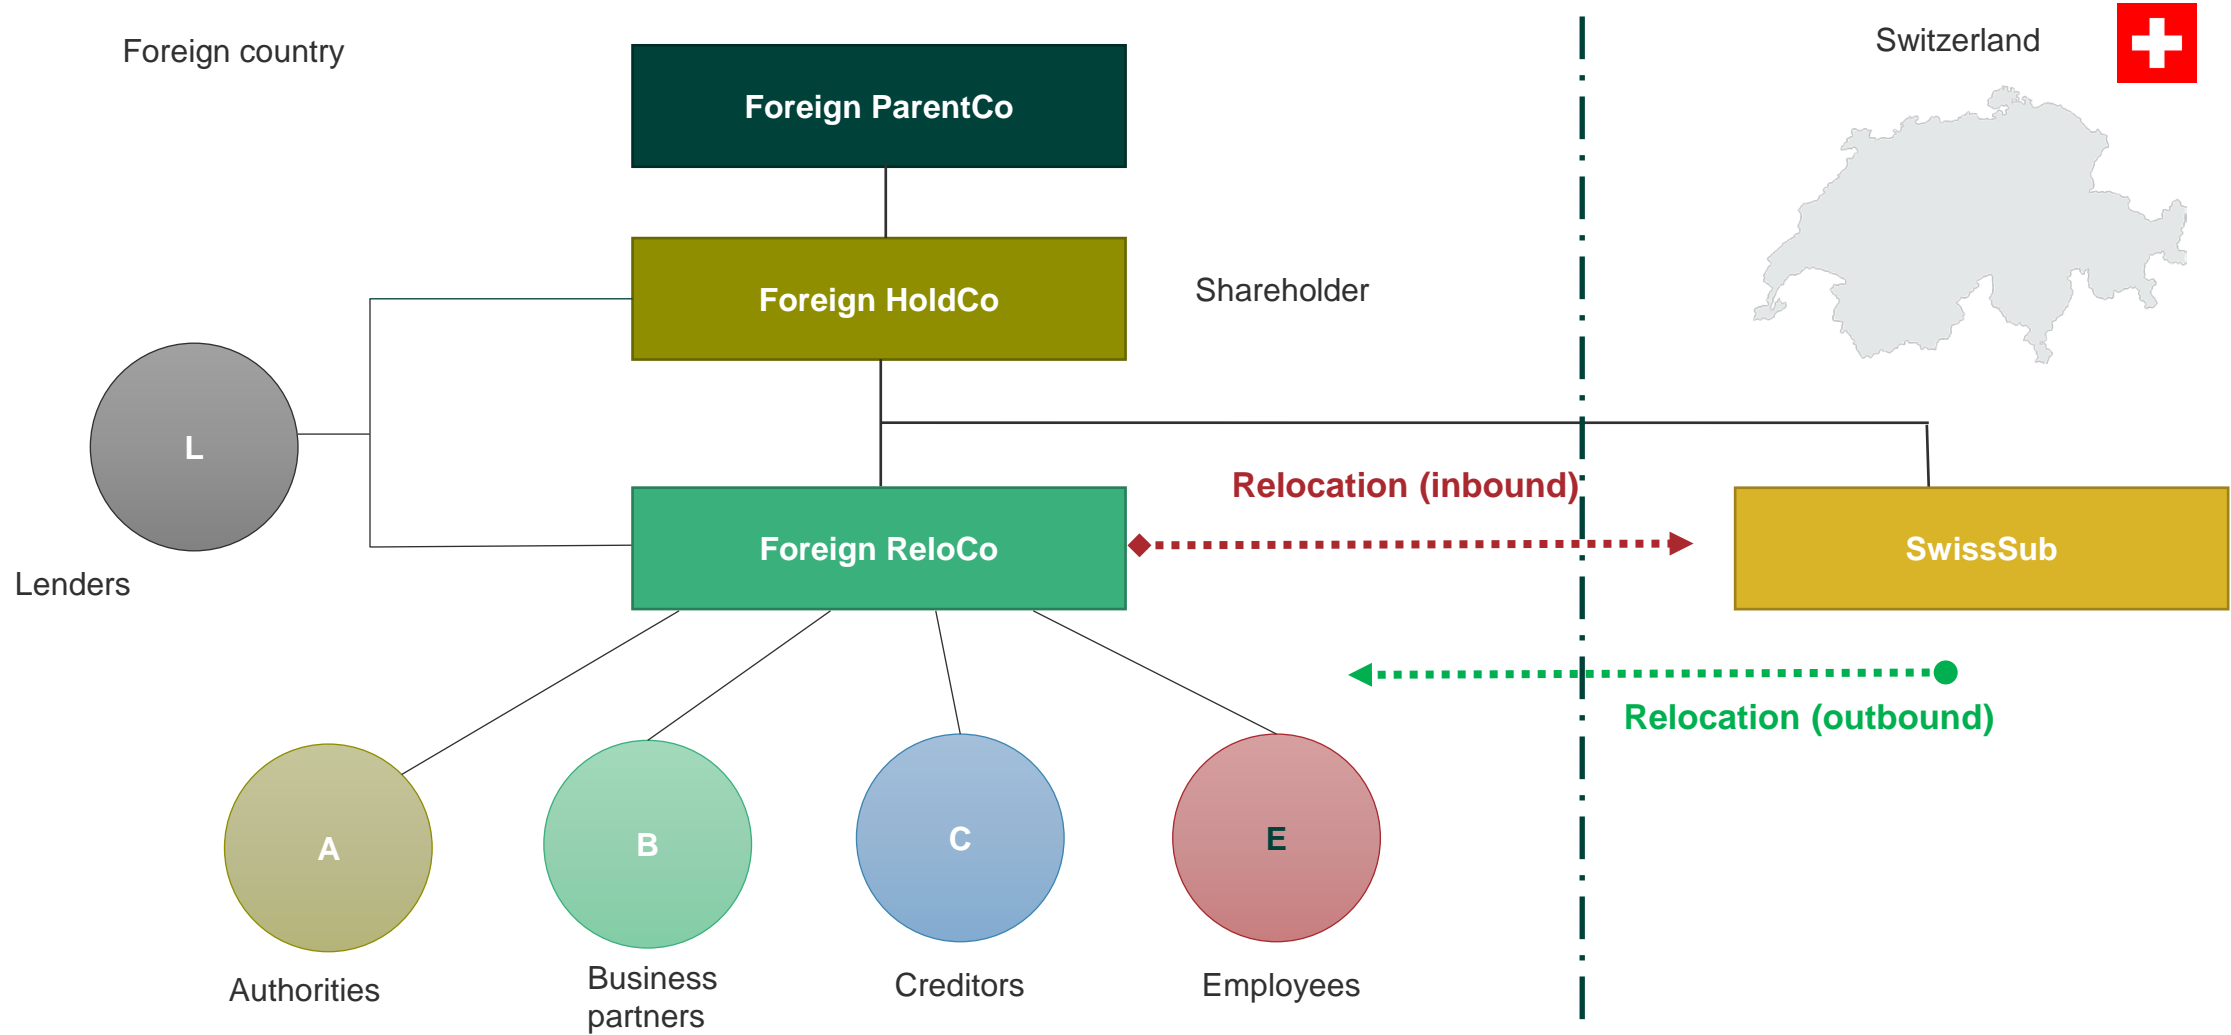 Foreign country
Switzerland
Foreign ParentCo
Foreign HoldCo
Shareholder
L
Lenders
Relocation (inbound)
Foreign ReloCo
SwissSub
Relocation (outbound)
A
B
C
E
Authorities
Business
partners
Creditors
Employees